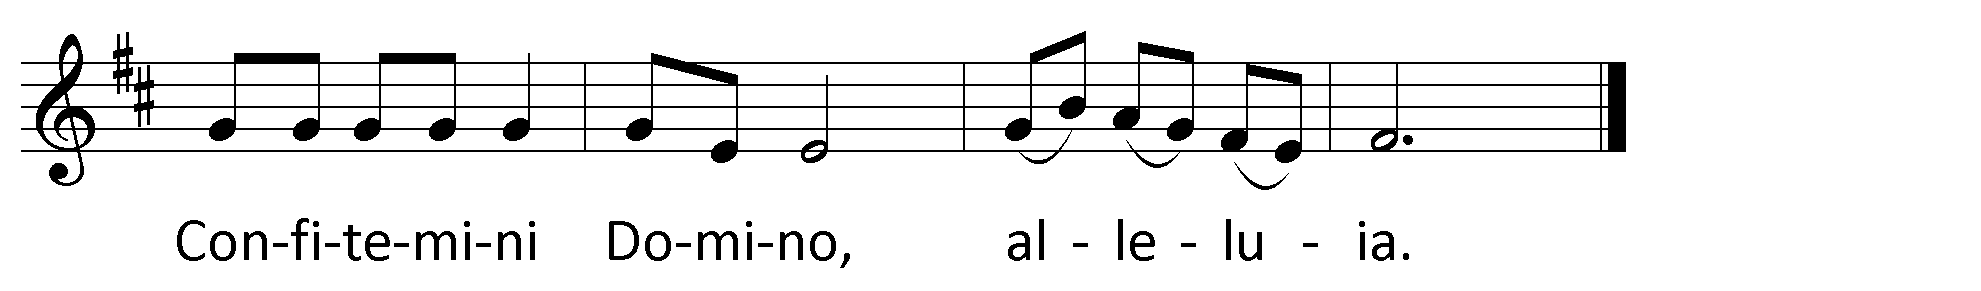 Con-fi-te-mi-ni Do-mi-no, al - le - lu - ia.